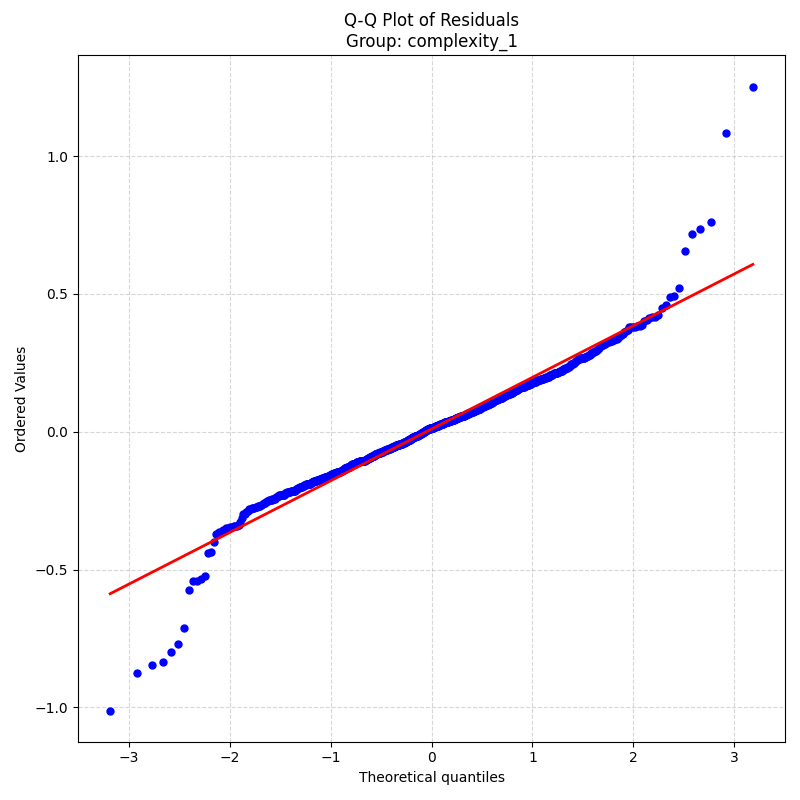 Q-Q Plot of Residuals
Group: complexity_1
1.0
0.5
0.0
−0.5
−1.0
Ordered Values
−3 −2 −1 0 1 2 3
Theoretical quantiles